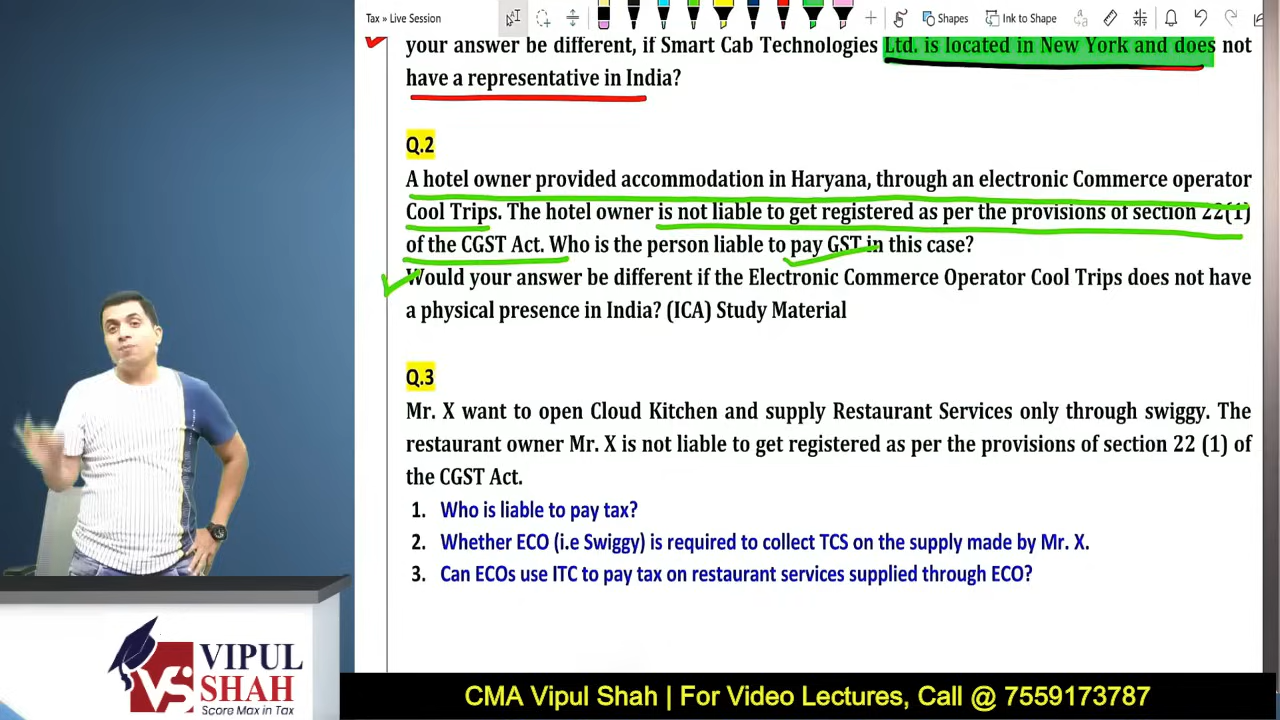 Tax » Live Session
Shapes
Ink to Shape
your answer be different, if Smart Cab Technologies Ltd. is located in New York and does not
have a representative in India?
Q.2
A hotel owner provided accommodation in Haryana, through an electronic Commerce operator
Cool Trips. The hotel owner is not liable to get registered as per the provisions of section 22(1)
of the CGST Act. Who is the person liable to pay GST in this case?
Would your answer be different if the Electronic Commerce Operator Cool Trips does not have
a physical presence in India? (ICA) Study Material
Q.3
Mr. X want to open Cloud Kitchen and supply Restaurant Services only through swiggy. The
restaurant owner Mr. X is not liable to get registered as per the provisions of section 22 (1) of
the CGST Act.
1. Who is liable to pay tax?
2. Whether ECO (i.e Swiggy) is required to collect TCS on the supply made by Mr. X.
3. Can ECOs use ITC to pay tax on restaurant services supplied through ECO?
VS
VIPUL
SHAH
Score Max in Tax
CMA Vipul Shah | For Video Lectures, Call @ 7559173787